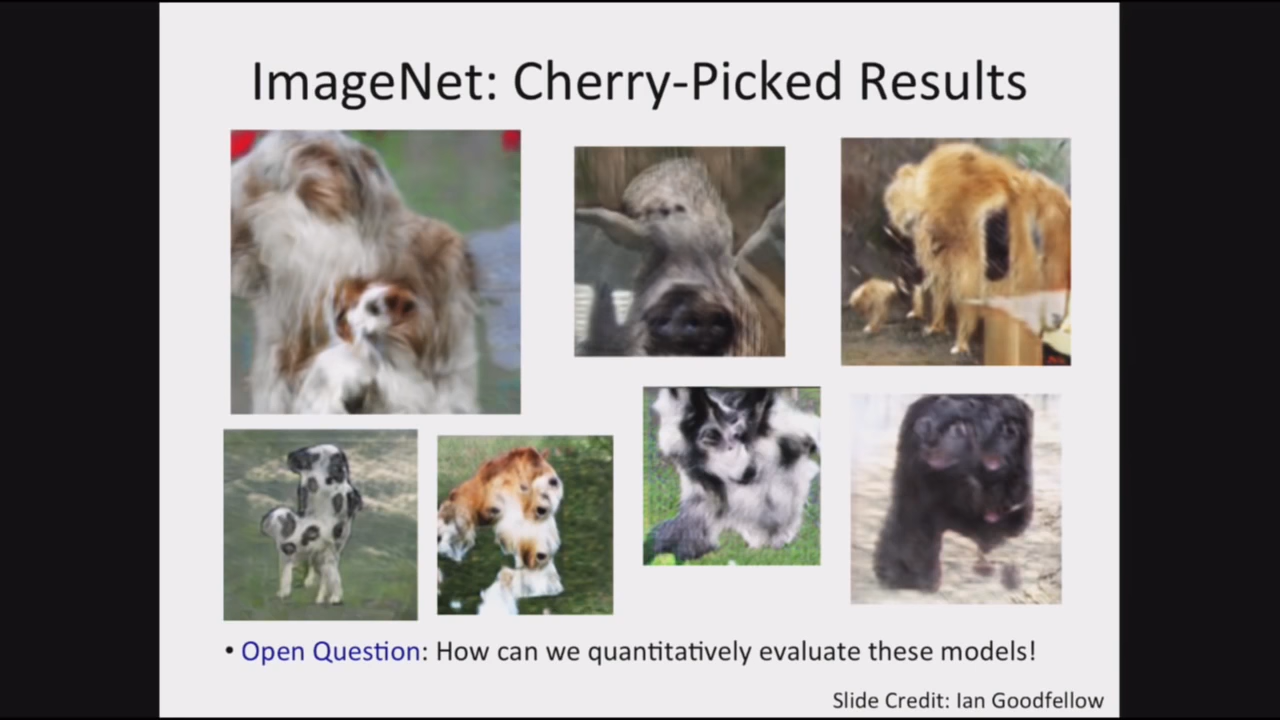 ImageNet: Cherry-Picked Results
• Open Question: How can we quantitatively evaluate these models!
Slide Credit: Ian Goodfellow